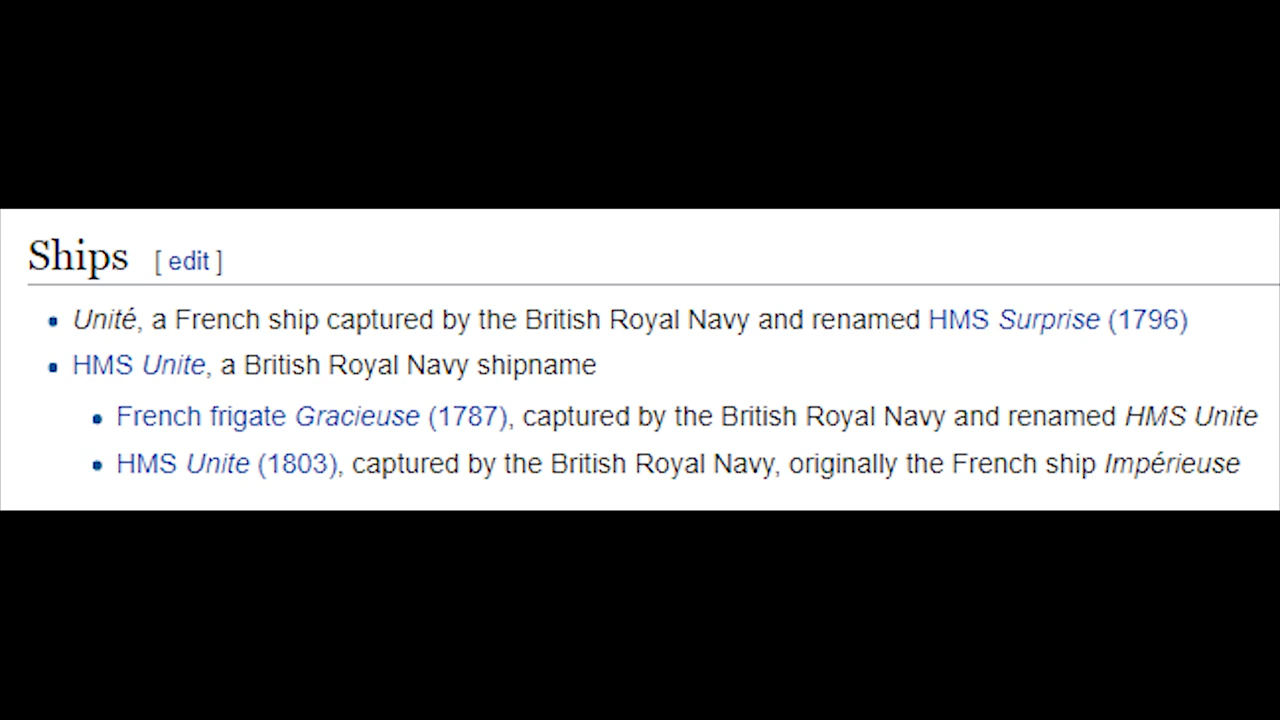 Ships [ edit ]
• Unité, a French ship captured by the British Royal Navy and renamed HMS Surprise (1796)
• HMS Unite, a British Royal Navy shipname
• French frigate Gracieuse (1787), captured by the British Royal Navy and renamed HMS Unite
• HMS Unite (1803), captured by the British Royal Navy, originally the French ship Impérieuse